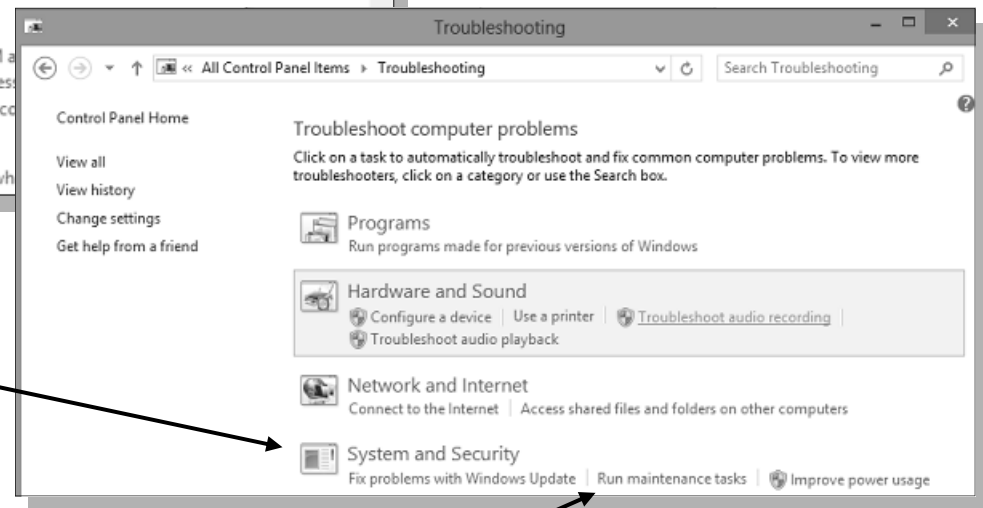 Troubleshooting
« All Control Panel Items Troubleshooting
Search Troubleshooting
Control Panel Home
View all
View history
Change settings
Get help from a friend
Troubleshoot computer problems
Click on a task to automatically troubleshoot and fix common computer problems. To view more
troubleshooters, click on a category or use the Search box.
Programs
Run programs made for previous versions of Windows
Hardware and Sound
Configure a device | Use a printer | Troubleshoot audio recording |
Troubleshoot audio playback
Network and Internet
Connect to the Internet | Access shared files and folders on other computers
System and Security
Fix problems with Windows Update | Run maintenance tasks | Improve power usage